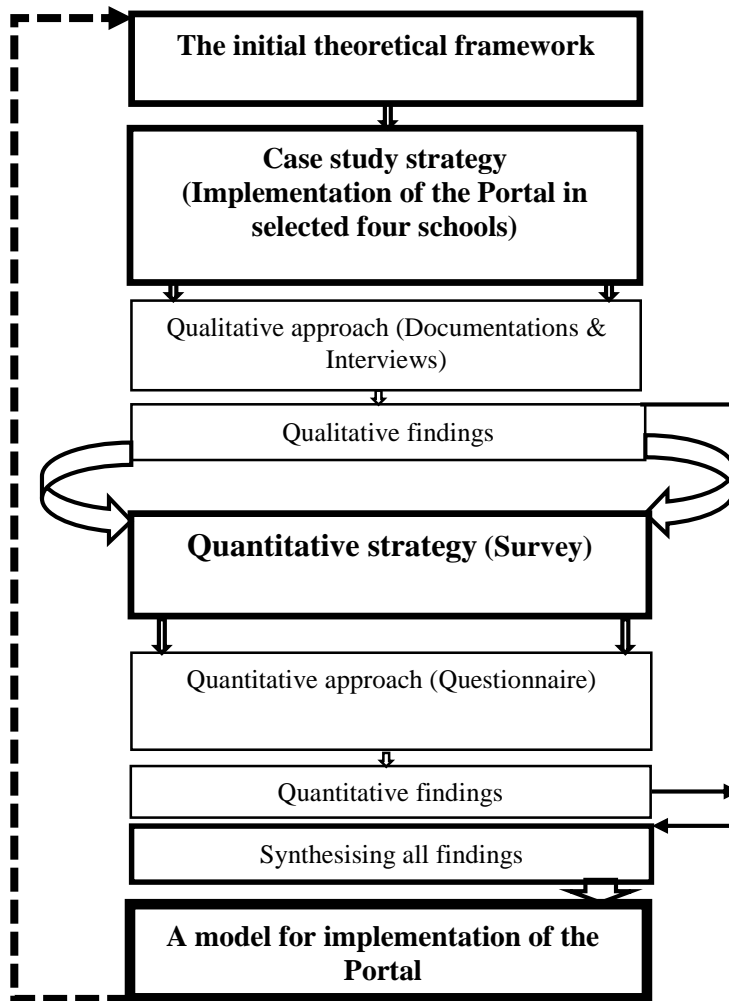 The initial theoretical framework
Case study strategy
(Implementation of the Portal in
selected four schools)
Qualitative approach (Documentations &
Interviews)
Qualitative findings
Quantitative strategy (Survey)
Quantitative approach (Questionnaire)
Quantitative findings
Synthesising all findings
A model for implementation of the
Portal